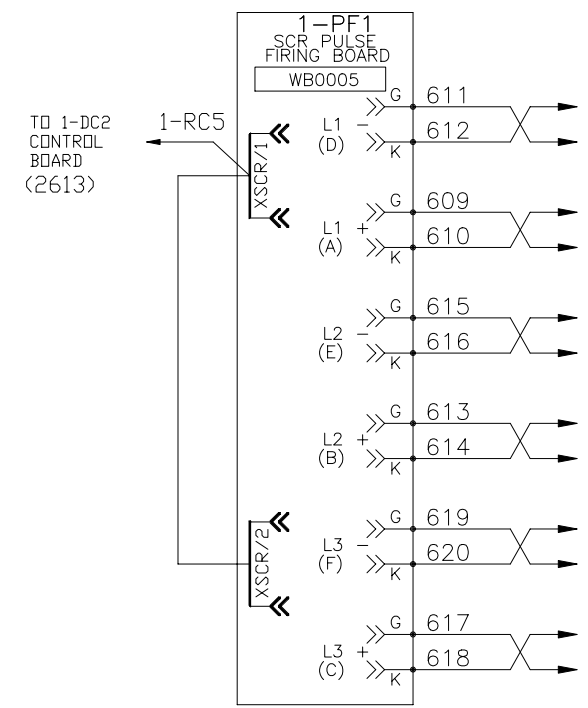 1-PF1
SCR PULSE
FIRING BOARD
WB0005
TO 1-DC2
CONTROL
BOARD
(2613)
1-RC5
XSCR/1
XSCR/2
G 611
L1 -
(D)
K 612
G 609
L1 +
(A)
K 610
G 615
L2 -
(E)
K 616
G 613
L2 +
(B)
K 614
G 619
L3 -
(F)
K 620
G 617
L3 +
(C)
K 618